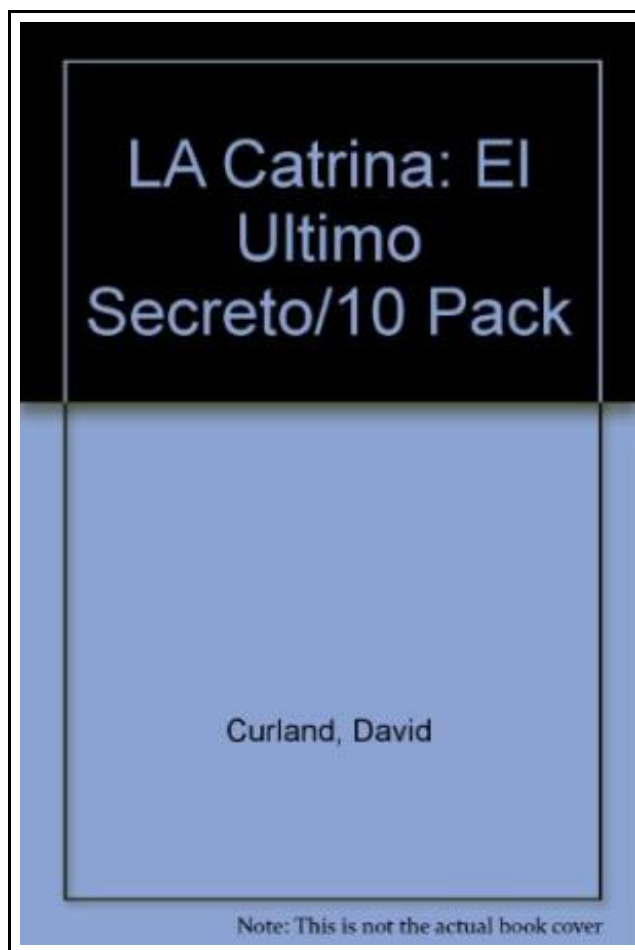 LA Catrina: El
Ultimo
Secreto/10 Pack
Curland, David
Note: This is not the actual book cover